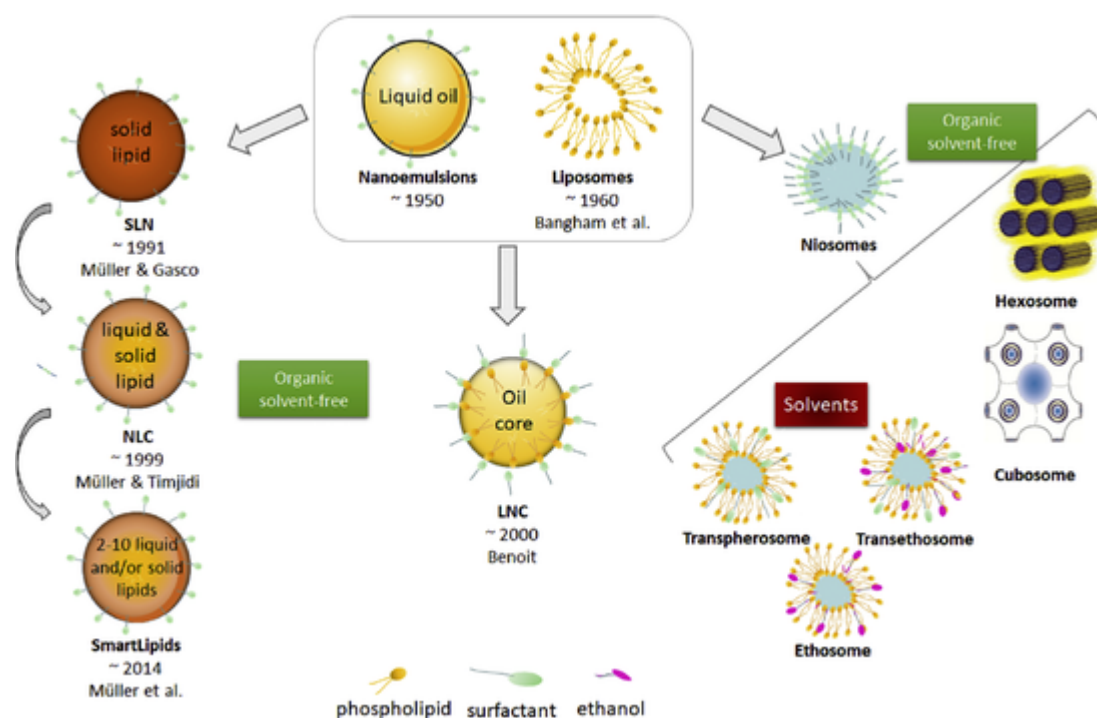 Liquid oil
Nanoemulsions
~ 1950
Liposomes
~ 1960
Bangham et al.
solid
lipid
SLN
~ 1991
Müller & Gasco
liquid &
solid
lipid
NLC
~ 1999
Müller & Timjidi
2-10 liquid
and/or solid
lipids
SmartLipids
~ 2014
Müller et al.
Organic
solvent-free
Oil
core
LNC
~ 2000
Benoit
Niosomes
Organic
solvent-free
Hexosome
Cubosome
Solvents
Transpherosome
Transethosome
Ethosome
phospholipid
surfactant
ethanol